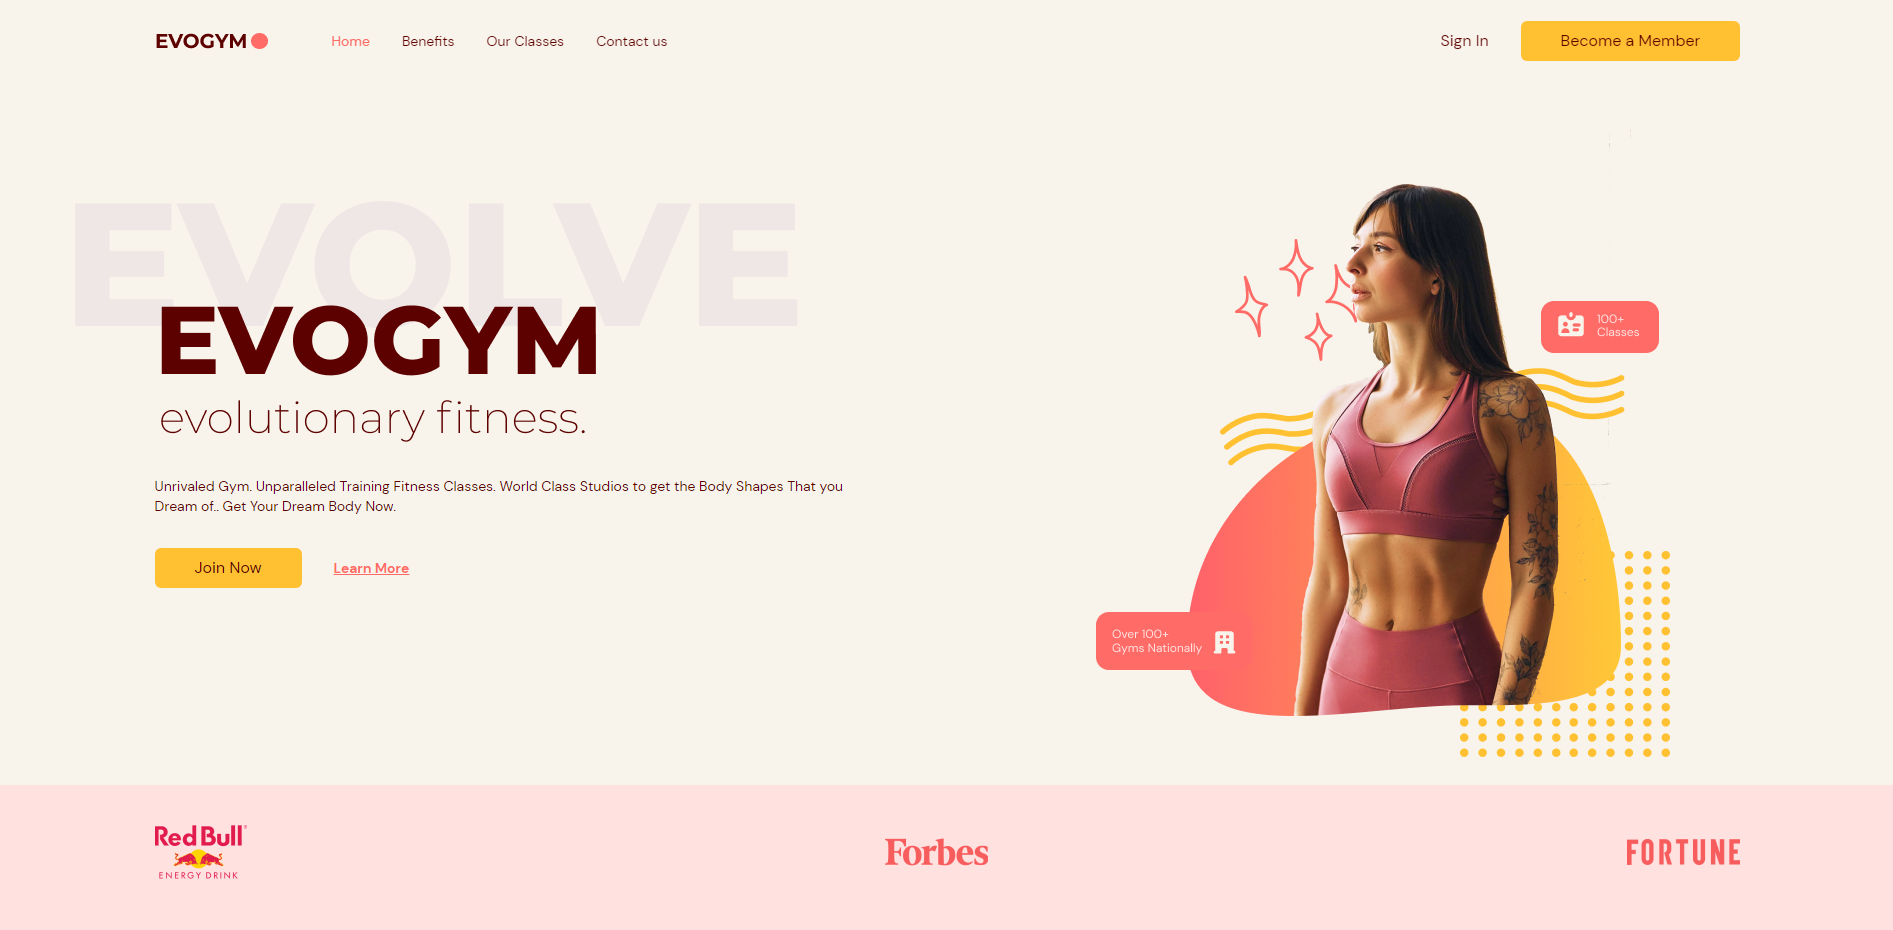 EVOGYM
Home
Benefits
Our Classes
Contact us
Sign In
Become a Member
EVOLVE
EVOGYM
evolutionary fitness.
Unrivaled Gym. Unparalleled Training Fitness Classes. World Class Studios to get the Body Shapes That you
Dream of.. Get Your Dream Body Now.
Join Now
Learn More
100+
Classes
Over 100+
Gyms Nationally
Red Bull
ENERGY DRINK
Forbes
FORTUNE